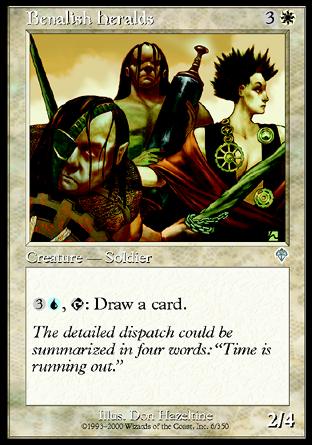 Benalish Heralds 3
Creature — Soldier
3, : Draw a card.
The detailed dispatch could be
summarized in four words: “Time is
running out.”
Illus. Don Hazeltine
©1993-2000 Wizards of the Coast, Inc. 6/350
2/4